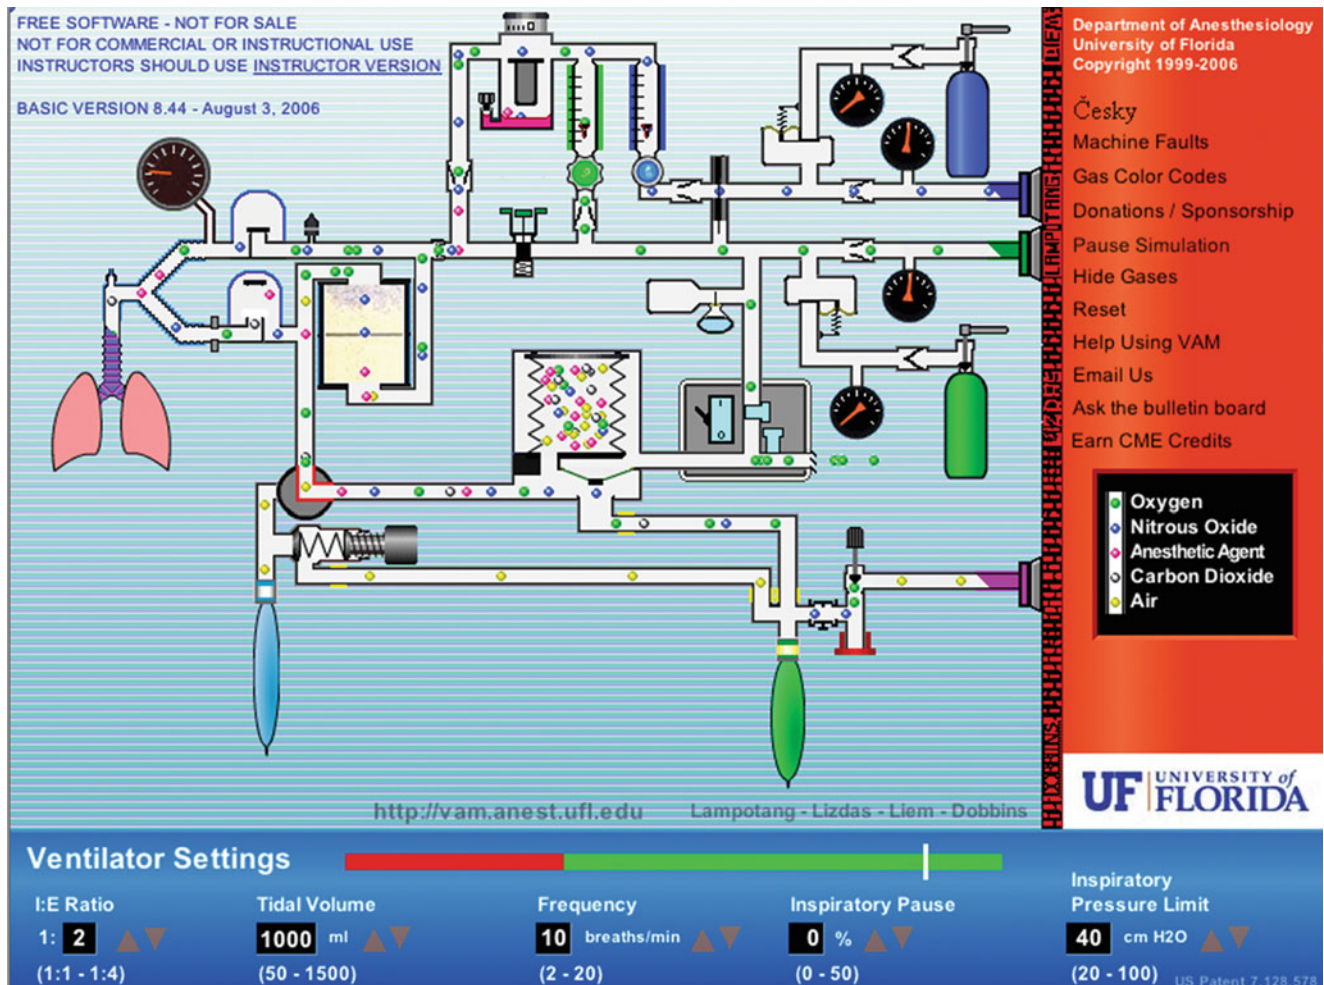 FREE SOFTWARE - NOT FOR SALE
NOT FOR COMMERCIAL OR INSTRUCTIONAL USE
INSTRUCTORS SHOULD USE INSTRUCTOR VERSION
BASIC VERSION 8.44 - August 3, 2006
Department of Anesthesiology
University of Florida
Copyright 1999-2006
Česky
Machine Faults
Gas Color Codes
Donations / Sponsorship
Pause Simulation
Hide Gases
Reset
Help Using VAM
Email Us
Ask the bulletin board
Earn CME Credits
Oxygen
Nitrous Oxide
Anesthetic Agent
Carbon Dioxide
Air
UF UNIVERSITY of
FLORIDA
http://vam.anest.ufl.edu
Lampotang - Lizdas - Liem - Dobbins
Ventilator Settings
I:E Ratio
1: 2
(1:1 - 1:4)
Tidal Volume
1000 ml
(50 - 1500)
Frequency
10 breaths/min
(2 - 20)
Inspiratory Pause
0 %
(0 - 50)
Inspiratory
Pressure Limit
40 cm H2O
(20 - 100)
US Patent 7,128,578